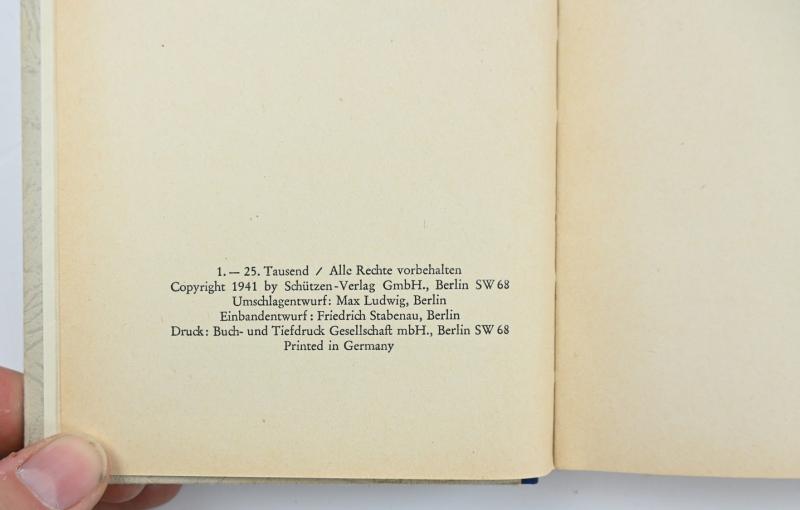 1. — 25. Tausend / Alle Rechte vorbehalten
Copyright 1941 by Schützen-Verlag GmbH., Berlin SW 68
Umschlagentwurf: Max Ludwig, Berlin
Einbandentwurf: Friedrich Stabenau, Berlin
Druck: Buch- und Tiefdruck Gesellschaft mbH., Berlin SW 68
Printed in Germany